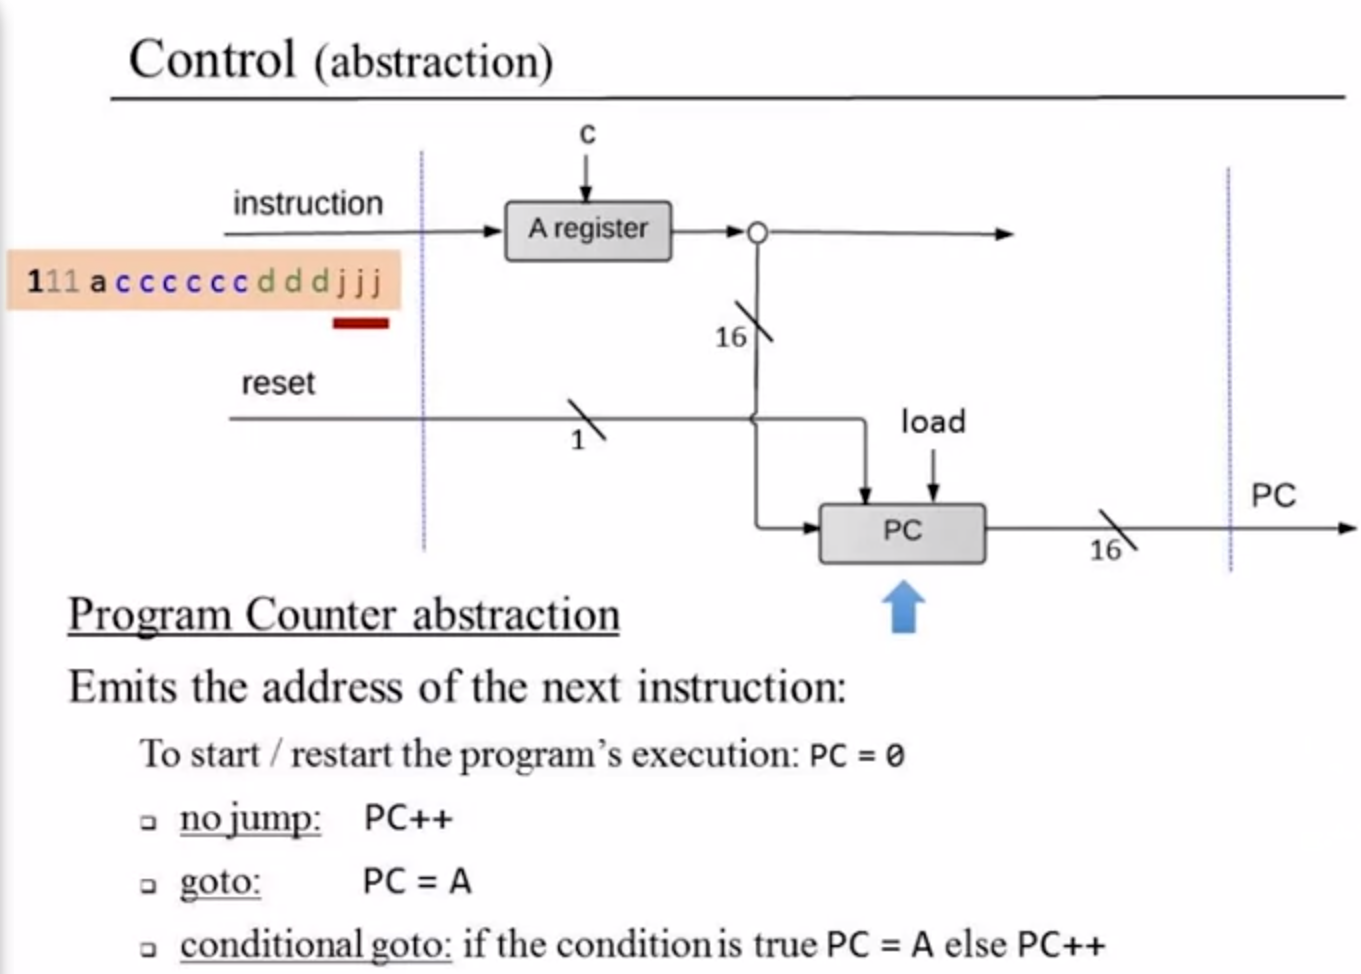 Control (abstraction)
c
instruction
A register
111 a c c c c c c d d d j j j
16
reset
1
load
PC
PC
16
Program Counter abstraction
Emits the address of the next instruction:
To start / restart the program’s execution: PC = 0
no jump: PC++
goto: PC = A
conditional goto: if the condition is true PC = A else PC++